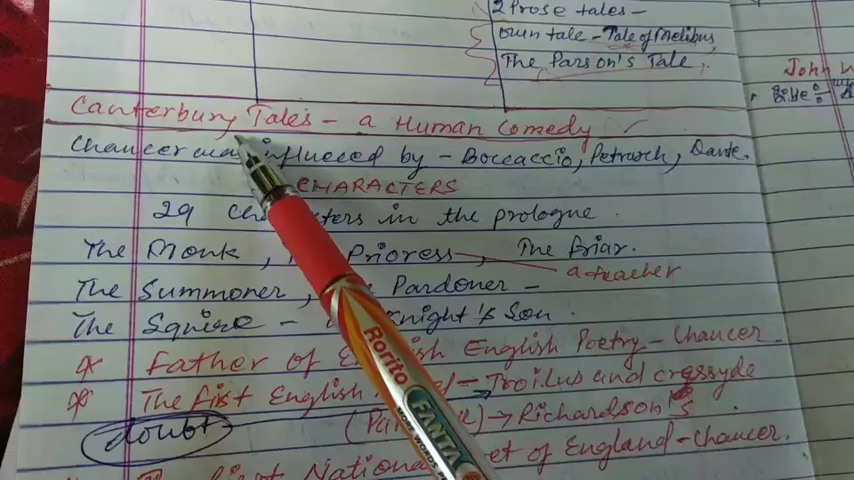 2 Prose tales -
own tale - Tale of Melibus,
The Parson's Tale,
John
Bible
Canterbury Tales - a Human Comedy
Chaucer was influeced by - Boccaccio, Petrarch, Dante.
CHARACTERS
29 characters in the prologue.
The Monk, Prioress, The Friar.
a teacher
The Summoner, Pardoner -
The Squire - Knight's Son.
Father of English Poetry - Chaucer
The first English - Troilus and cressyde
doubt → Richardson's
National of England - Chaucer.
Rorito
FANTA